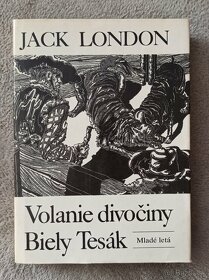 JACK LONDON
Volanie divočiny
Biely Tesák
Mladé letá